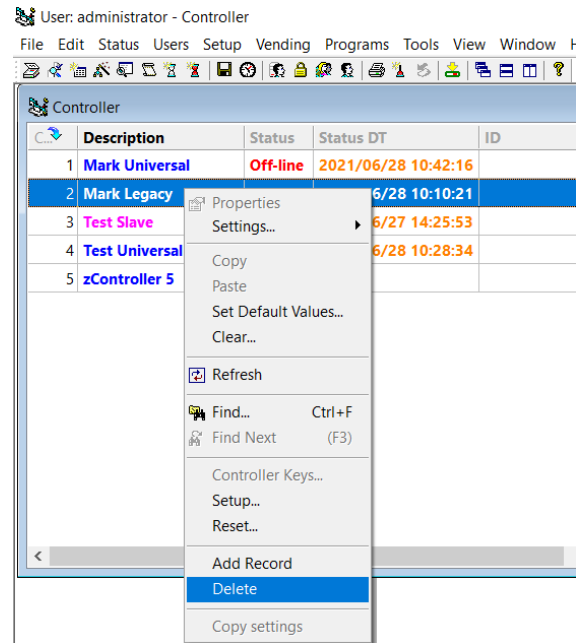 User: administrator - Controller
File Edit Status Users Setup Vending Programs Tools View Window
Controller
C... Description Status Status DT ID
1 Mark Universal Off-line 2021/06/28 10:42:16
2 Mark Legacy 6/28 10:10:21
3 Test Slave 6/27 14:25:53
4 Test Universal 6/28 10:28:34
5 zController 5
Properties
Settings...
Copy
Paste
Set Default Values...
Clear...
Refresh
Find... Ctrl+F
Find Next (F3)
Controller Keys...
Setup...
Reset...
Add Record
Delete
Copy settings